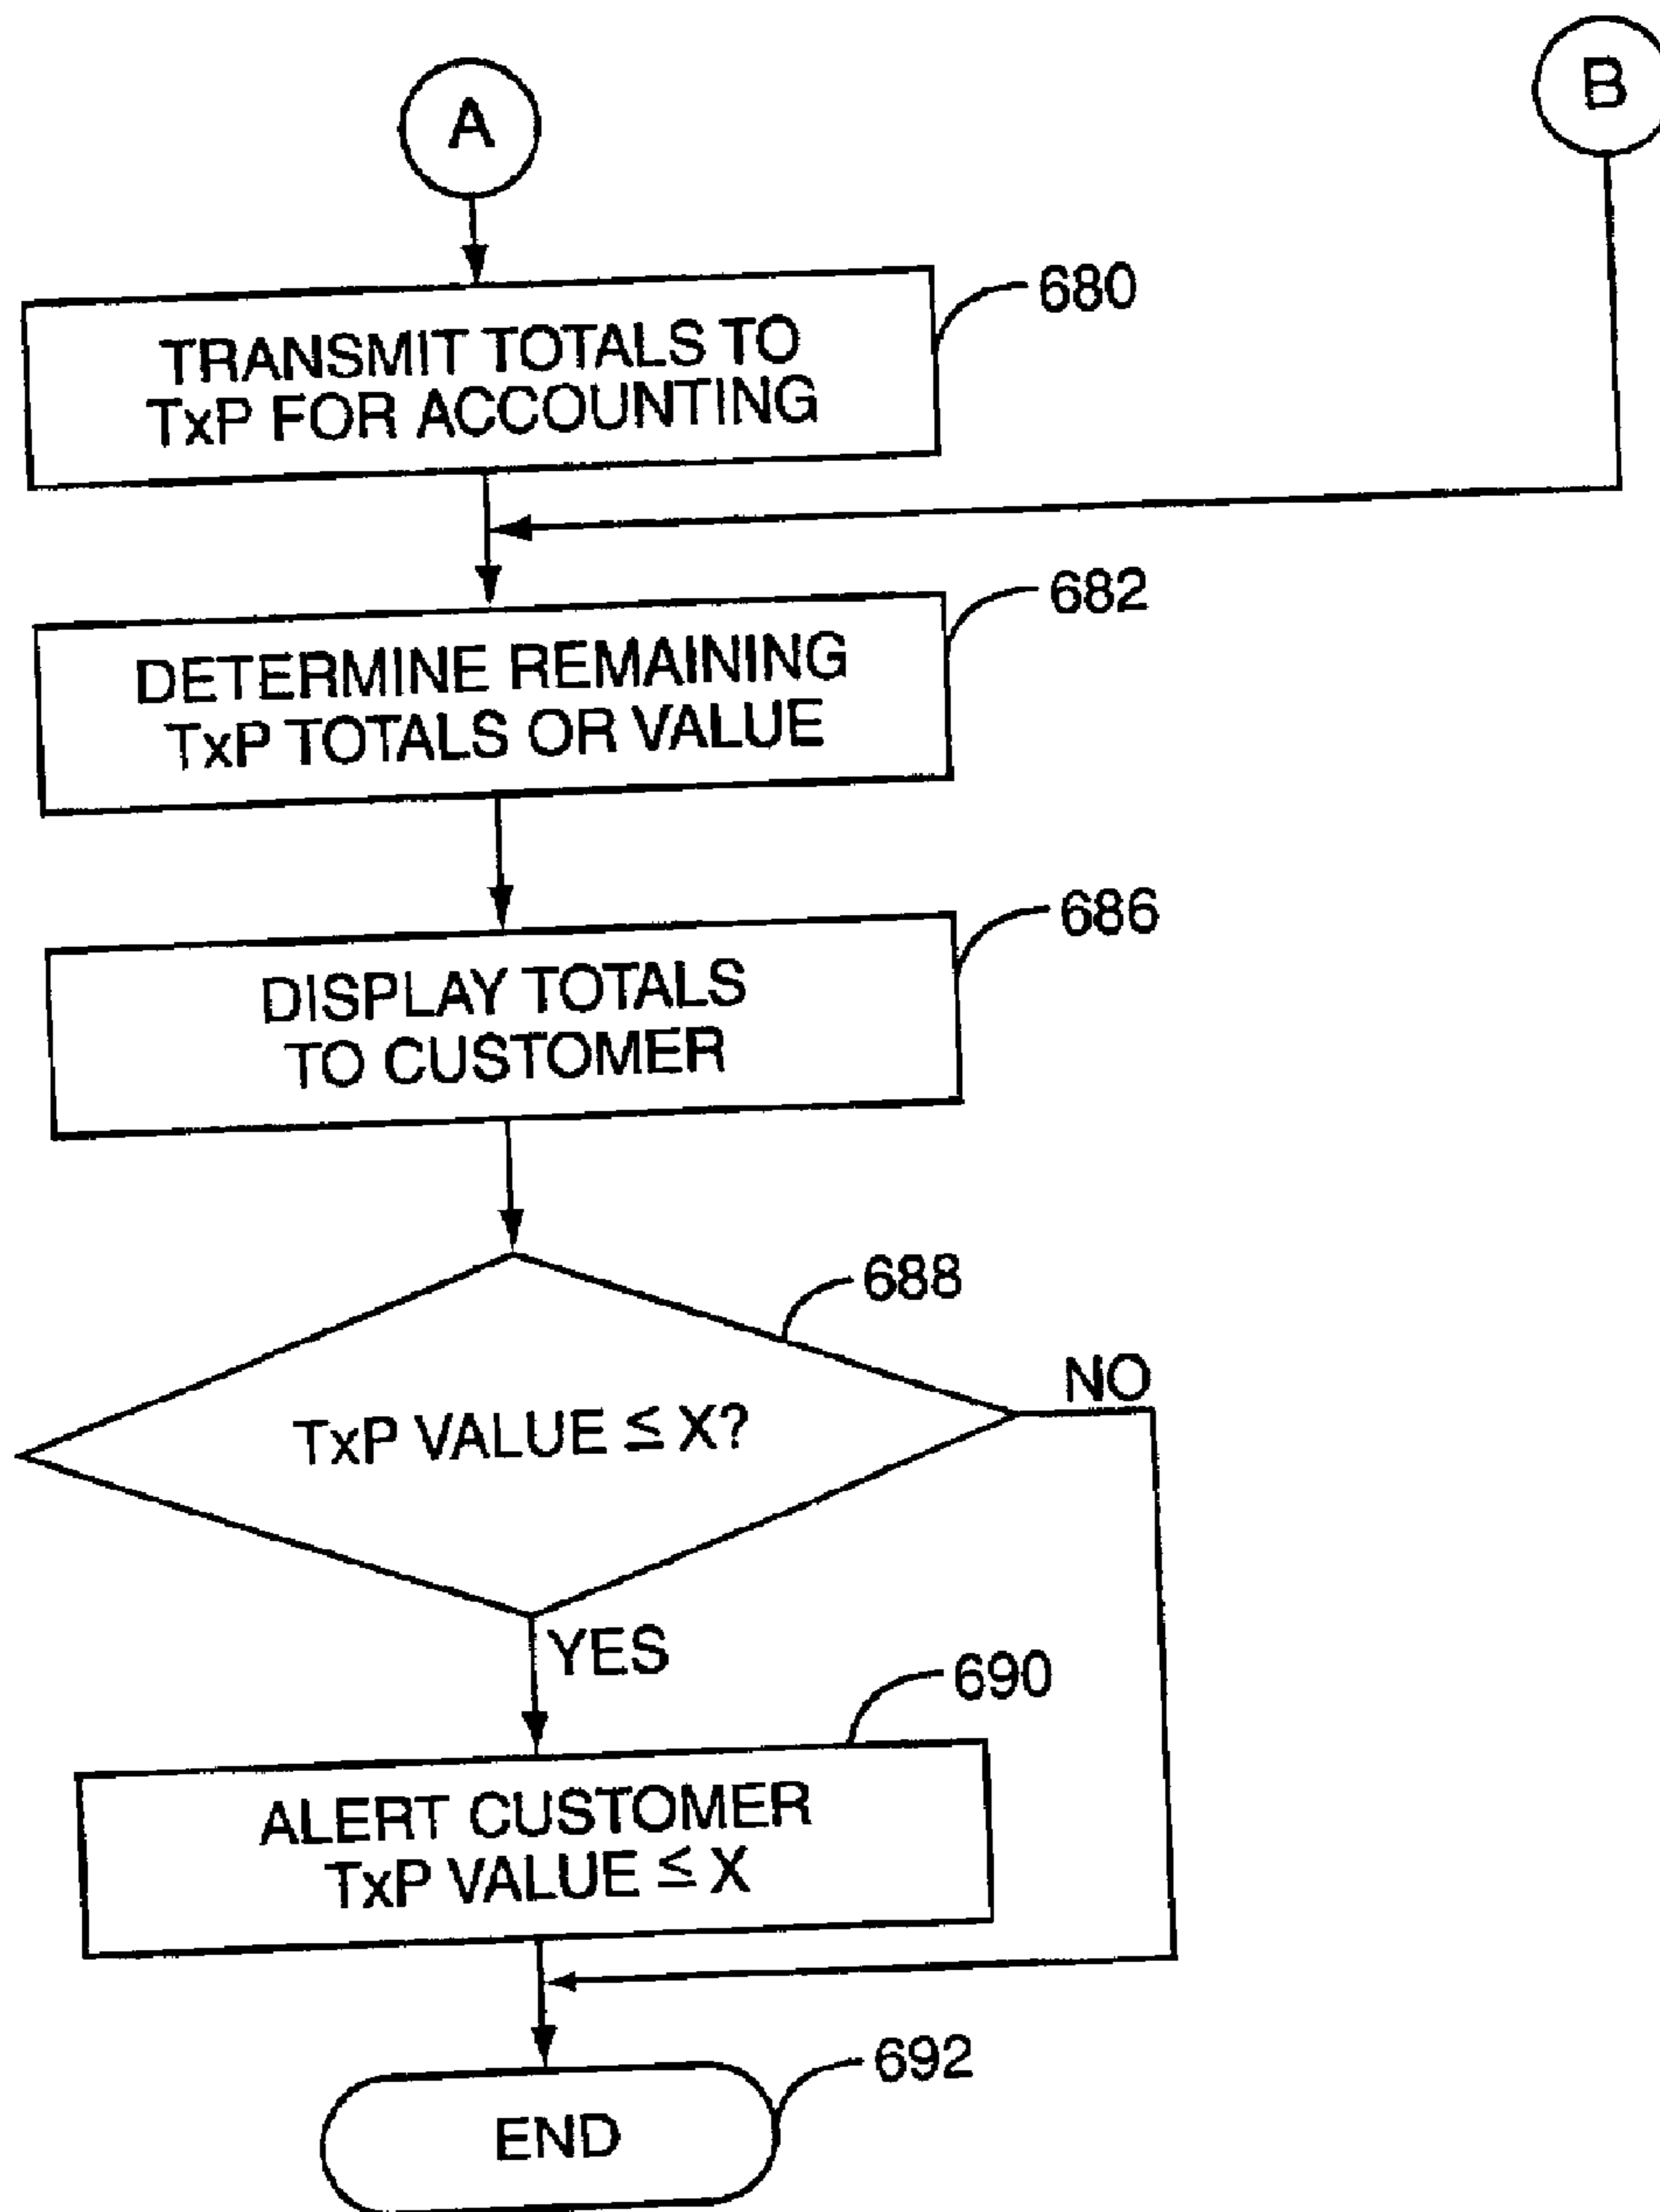 A
B
680
TRANSMIT TOTALS TO
TxP FOR ACCOUNTING
682
DETERMINE REMAINING
TxP TOTALS OR VALUE
686
DISPLAY TOTALS
TO CUSTOMER
688
NO
TxP VALUE ≤ X?
YES
690
ALERT CUSTOMER
TxP VALUE ≤ X
692
END